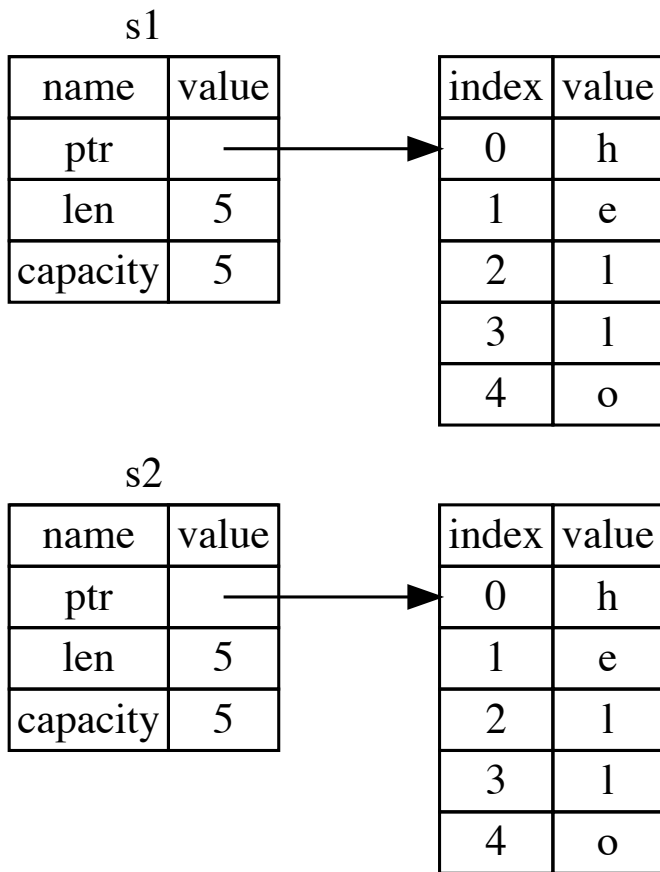 s1
name value
ptr
len 5
capacity 5
index value
0 h
1 e
2 l
3 l
4 o
s2
name value
ptr
len 5
capacity 5
index value
0 h
1 e
2 l
3 l
4 o